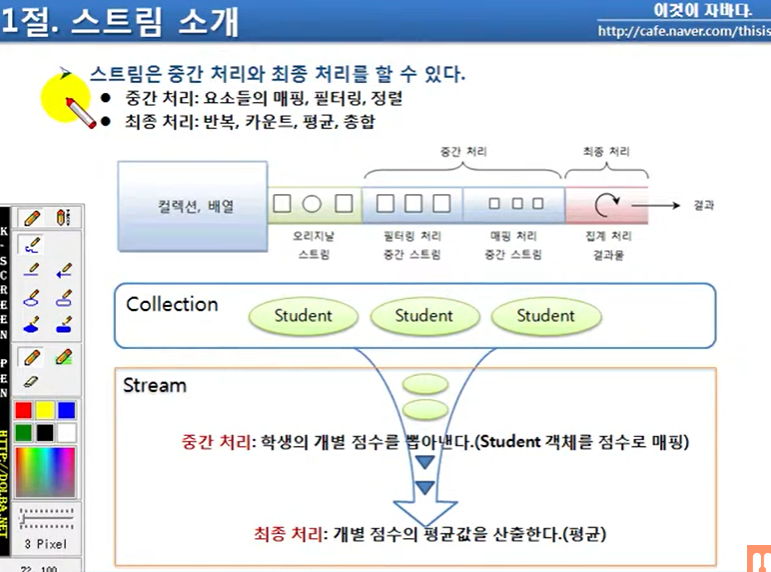 1절. 스트림 소개
이것이 자바다.
http://cafe.naver.com/thisis
스트림은 중간 처리와 최종 처리를 할 수 있다.
중간 처리: 요소들의 매핑, 필터링, 정렬
최종 처리: 반복, 카운트, 평균, 총합
중간 처리
최종 처리
컬렉션, 배열
결과
오리지날
스트림
필터링 처리
중간 스트림
매핑 처리
중간 스트림
집계 처리
결과물
Collection
Student
Student
Student
Stream
중간 처리: 학생의 개별 점수를 뽑아낸다.(Student 객체를 점수로 매핑)
최종 처리: 개별 점수의 평균값을 산출한다.(평균)
K-SCREEN PEN
HTTP://DOLBA.NET
3 Pixel
72, 100